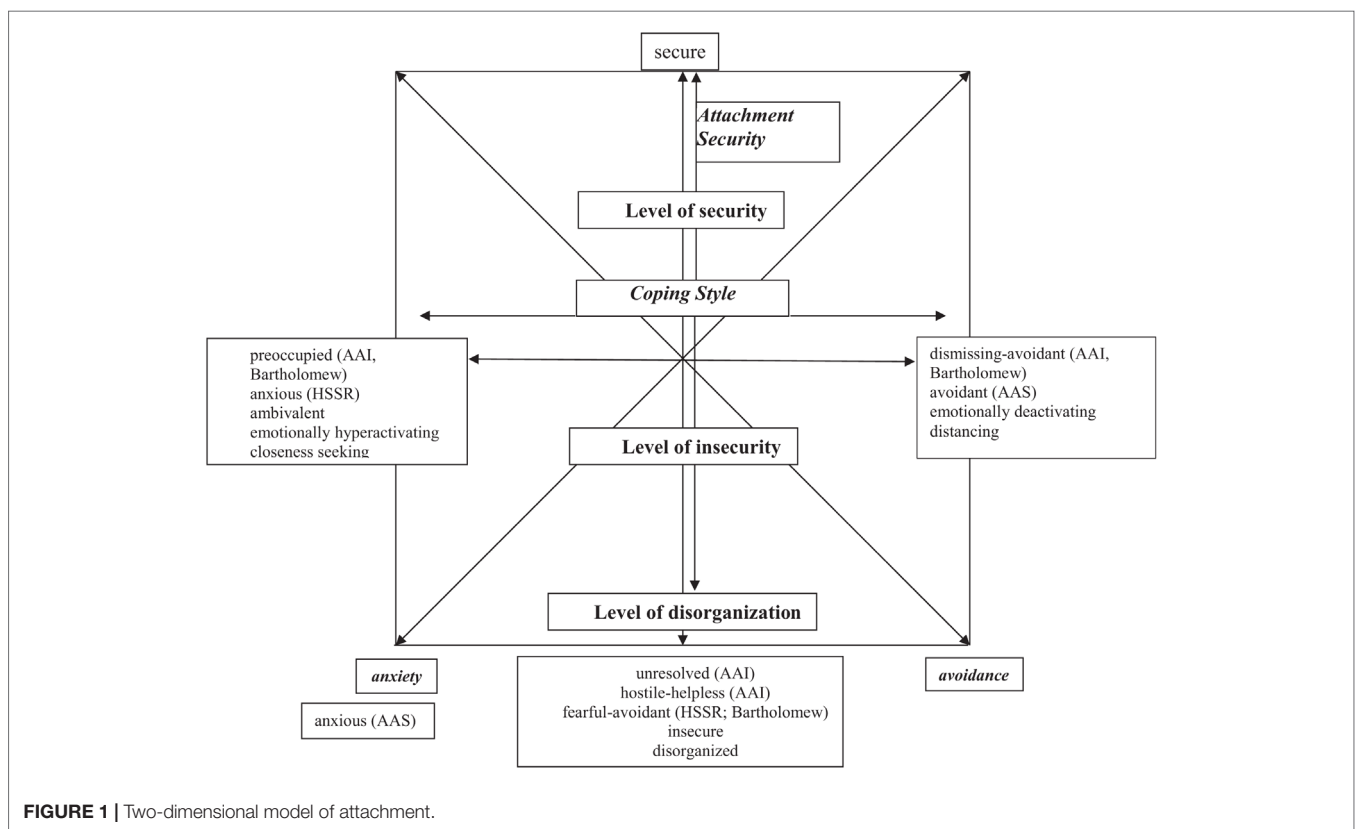 secure
Attachment
Security
Level of security
Coping Style
preoccupied (AAI,
Bartholomew)
anxious (HSSR)
ambivalent
emotionally hyperactivating
closeness seeking
dismissing-avoidant (AAI,
Bartholomew)
avoidant (AAS)
emotionally deactivating
distancing
Level of insecurity
Level of disorganization
anxiety
anxious (AAS)
unresolved (AAI)
hostile-helpless (AAI)
fearful-avoidant (HSSR; Bartholomew)
insecure
disorganized
avoidance
FIGURE 1 | Two-dimensional model of attachment.